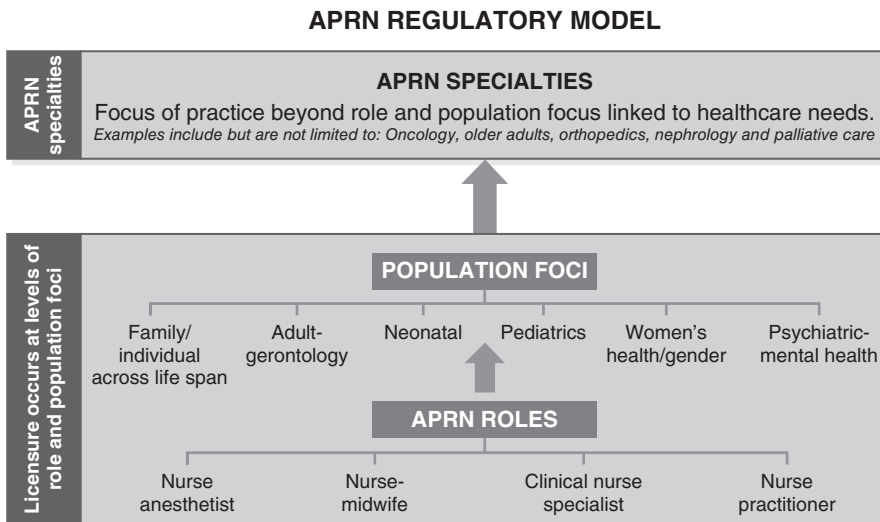 APRN REGULATORY MODEL
APRN
specialties
APRN SPECIALTIES
Focus of practice beyond role and population focus linked to healthcare needs.
Examples include but are not limited to: Oncology, older adults, orthopedics, nephrology and palliative care
Licensure occurs at levels of
role and population foci
POPULATION FOCI
Family/
individual
across life span
Adult-
gerontology
Neonatal
Pediatrics
Women's
health/gender
Psychiatric-
mental health
APRN ROLES
Nurse
anesthetist
Nurse-
midwife
Clinical nurse
specialist
Nurse
practitioner